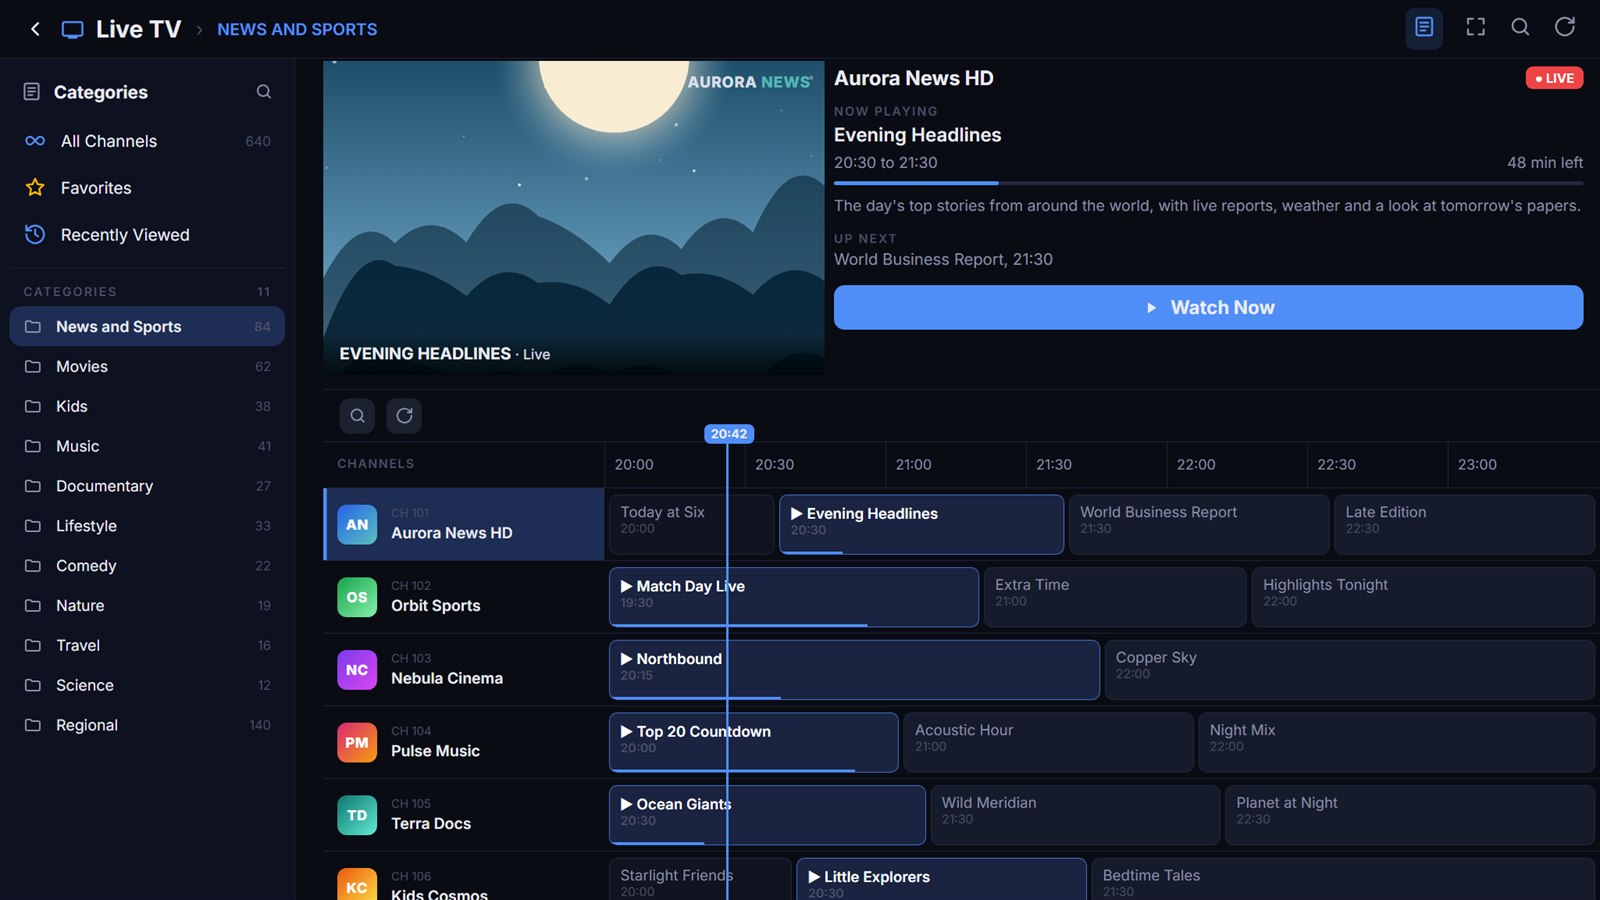 Live TV › NEWS AND SPORTS
Categories
All Channels 640
Favorites
Recently Viewed
CATEGORIES 11
News and Sports 84
Movies 62
Kids 38
Music 41
Documentary 27
Lifestyle 33
Comedy 22
Nature 19
Travel 16
Science 12
Regional 140
AURORA NEWS
EVENING HEADLINES · Live
Aurora News HD
LIVE
NOW PLAYING
Evening Headlines
20:30 to 21:30
48 min left
The day's top stories from around the world, with live reports, weather and a look at tomorrow's papers.
UP NEXT
World Business Report, 21:30
Watch Now
20:42
CHANNELS 20:00 20:30 21:00 21:30 22:00 22:30 23:00
AN
CH 101
Aurora News HD
Today at Six
20:00
Evening Headlines
20:30
World Business Report
21:30
Late Edition
22:30
OS
CH 102
Orbit Sports
Match Day Live
19:30
Extra Time
21:00
Highlights Tonight
22:00
NC
CH 103
Nebula Cinema
Northbound
20:15
Copper Sky
22:00
PM
CH 104
Pulse Music
Top 20 Countdown
20:00
Acoustic Hour
21:00
Night Mix
22:00
TD
CH 105
Terra Docs
Ocean Giants
20:30
Wild Meridian
21:30
Planet at Night
22:30
KC
CH 106
Kids Cosmos
Starlight Friends
20:00
Little Explorers
20:30
Bedtime Tales
21:30